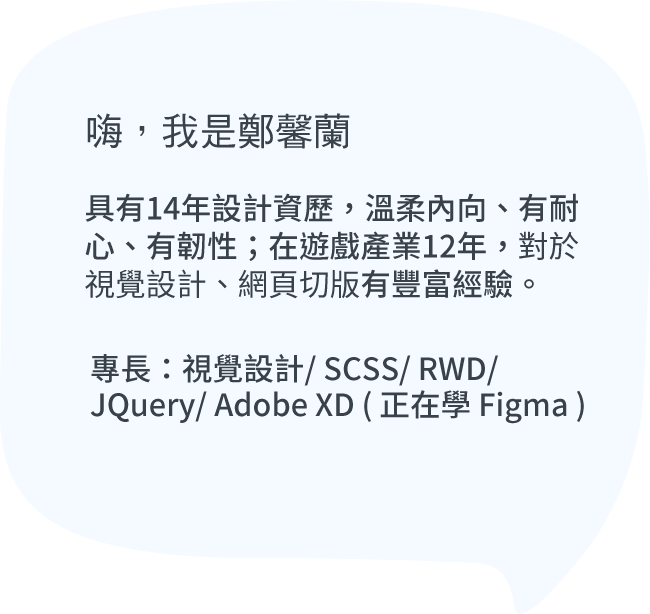 嗨，我是鄭馨蘭
具有14年設計資歷，溫柔內向、有耐
心、有韌性；在遊戲產業12年，對於
視覺設計、網頁切版有豐富經驗。
專長：視覺設計/ SCSS/ RWD/
JQuery/ Adobe XD ( 正在學 Figma )